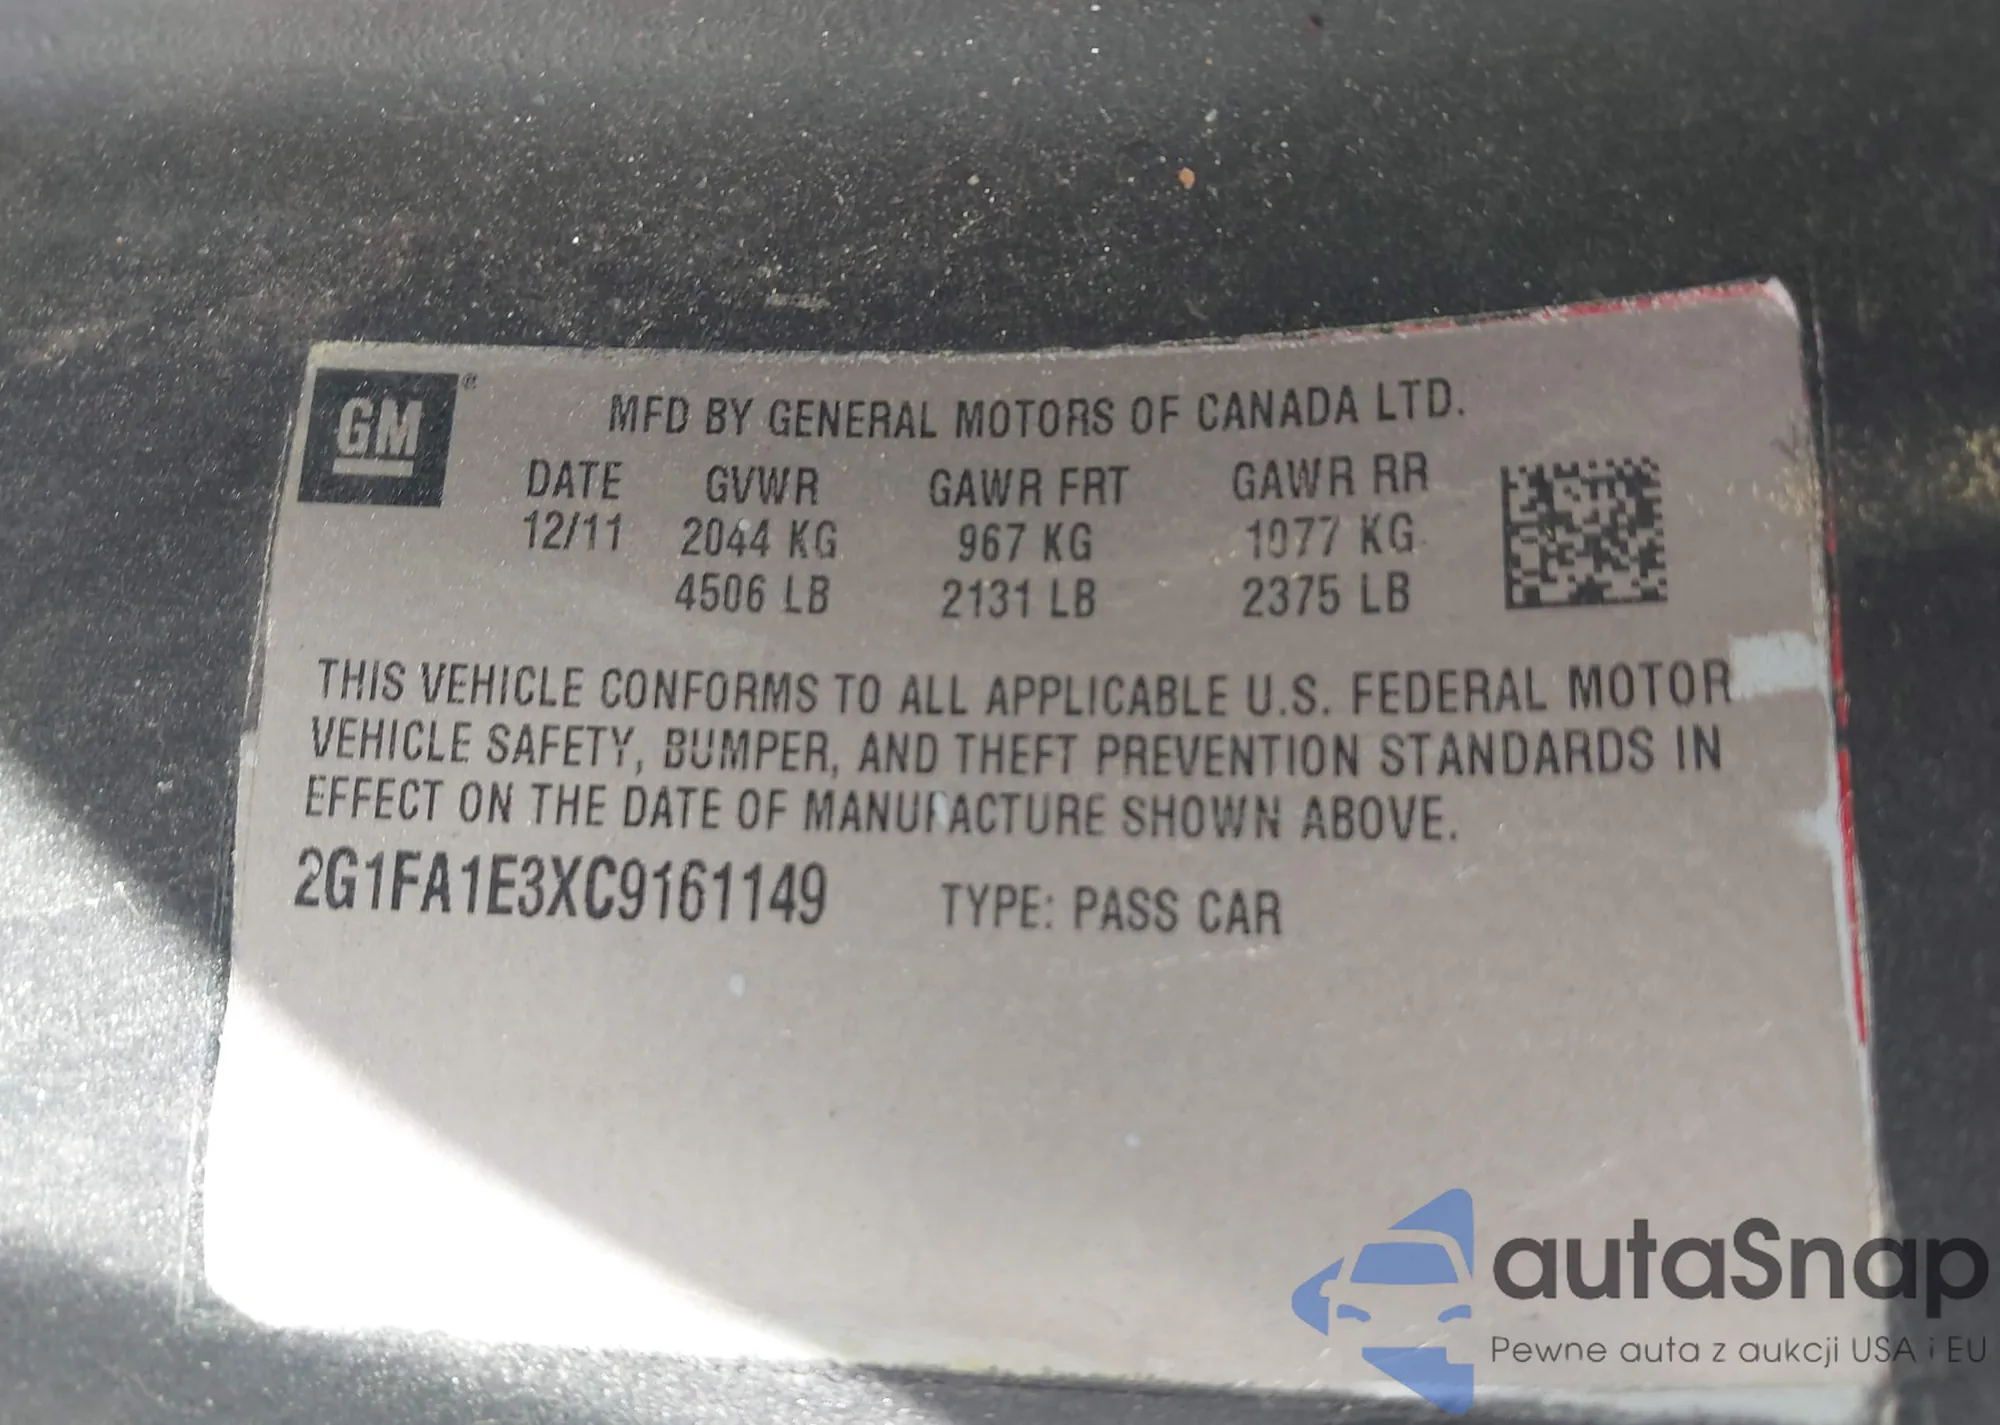 GM ®
MFD BY GENERAL MOTORS OF CANADA LTD.
DATE GVWR GAWR FRT GAWR RR
12/11 2044 KG 967 KG 1077 KG
4506 LB 2131 LB 2375 LB
THIS VEHICLE CONFORMS TO ALL APPLICABLE U.S. FEDERAL MOTOR
VEHICLE SAFETY, BUMPER, AND THEFT PREVENTION STANDARDS IN
EFFECT ON THE DATE OF MANUFACTURE SHOWN ABOVE.
2G1FA1E3XC9161149 TYPE: PASS CAR
autaSnap
Pewne auta z aukcji USA i EU